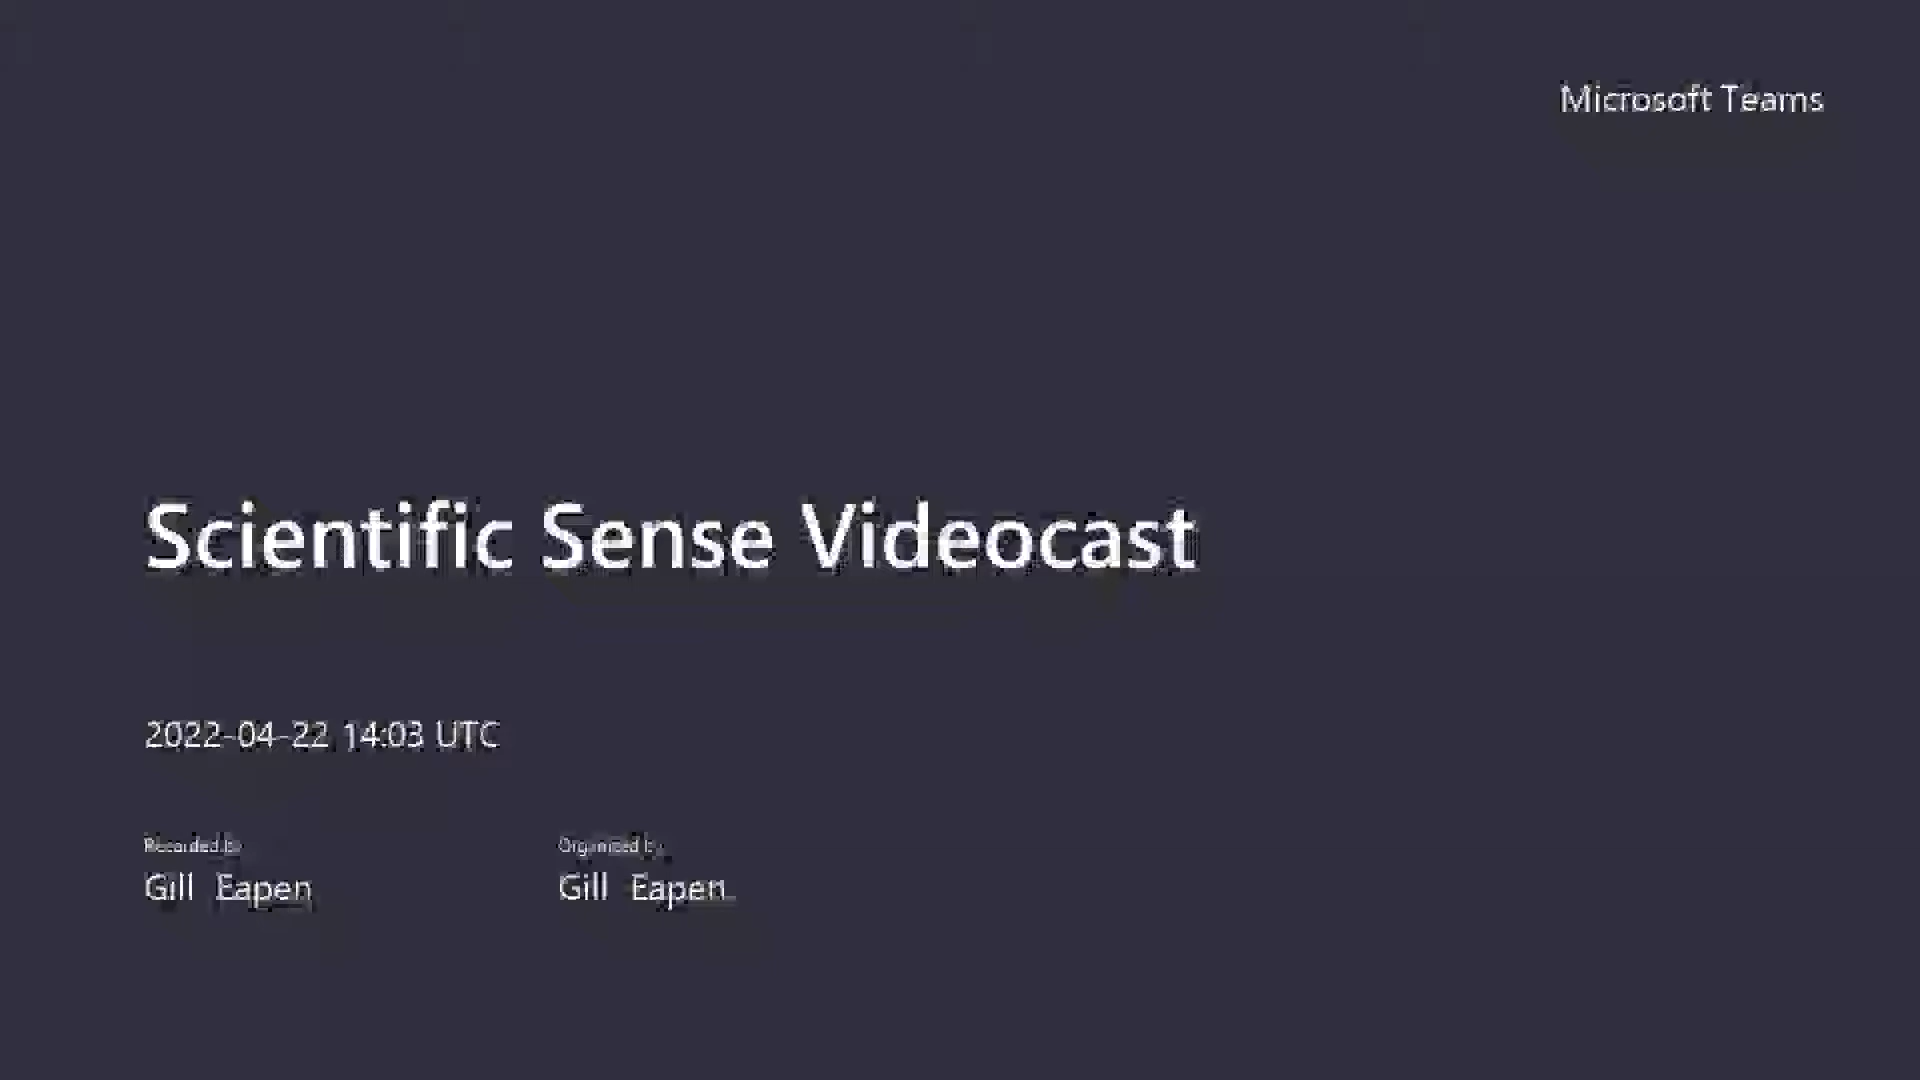 Microsoft Teams
Scientific Sense Videocast
2022-04-22 14:03 UTC
Recorded by
Organized by
Gill Eapen
Gill Eapen